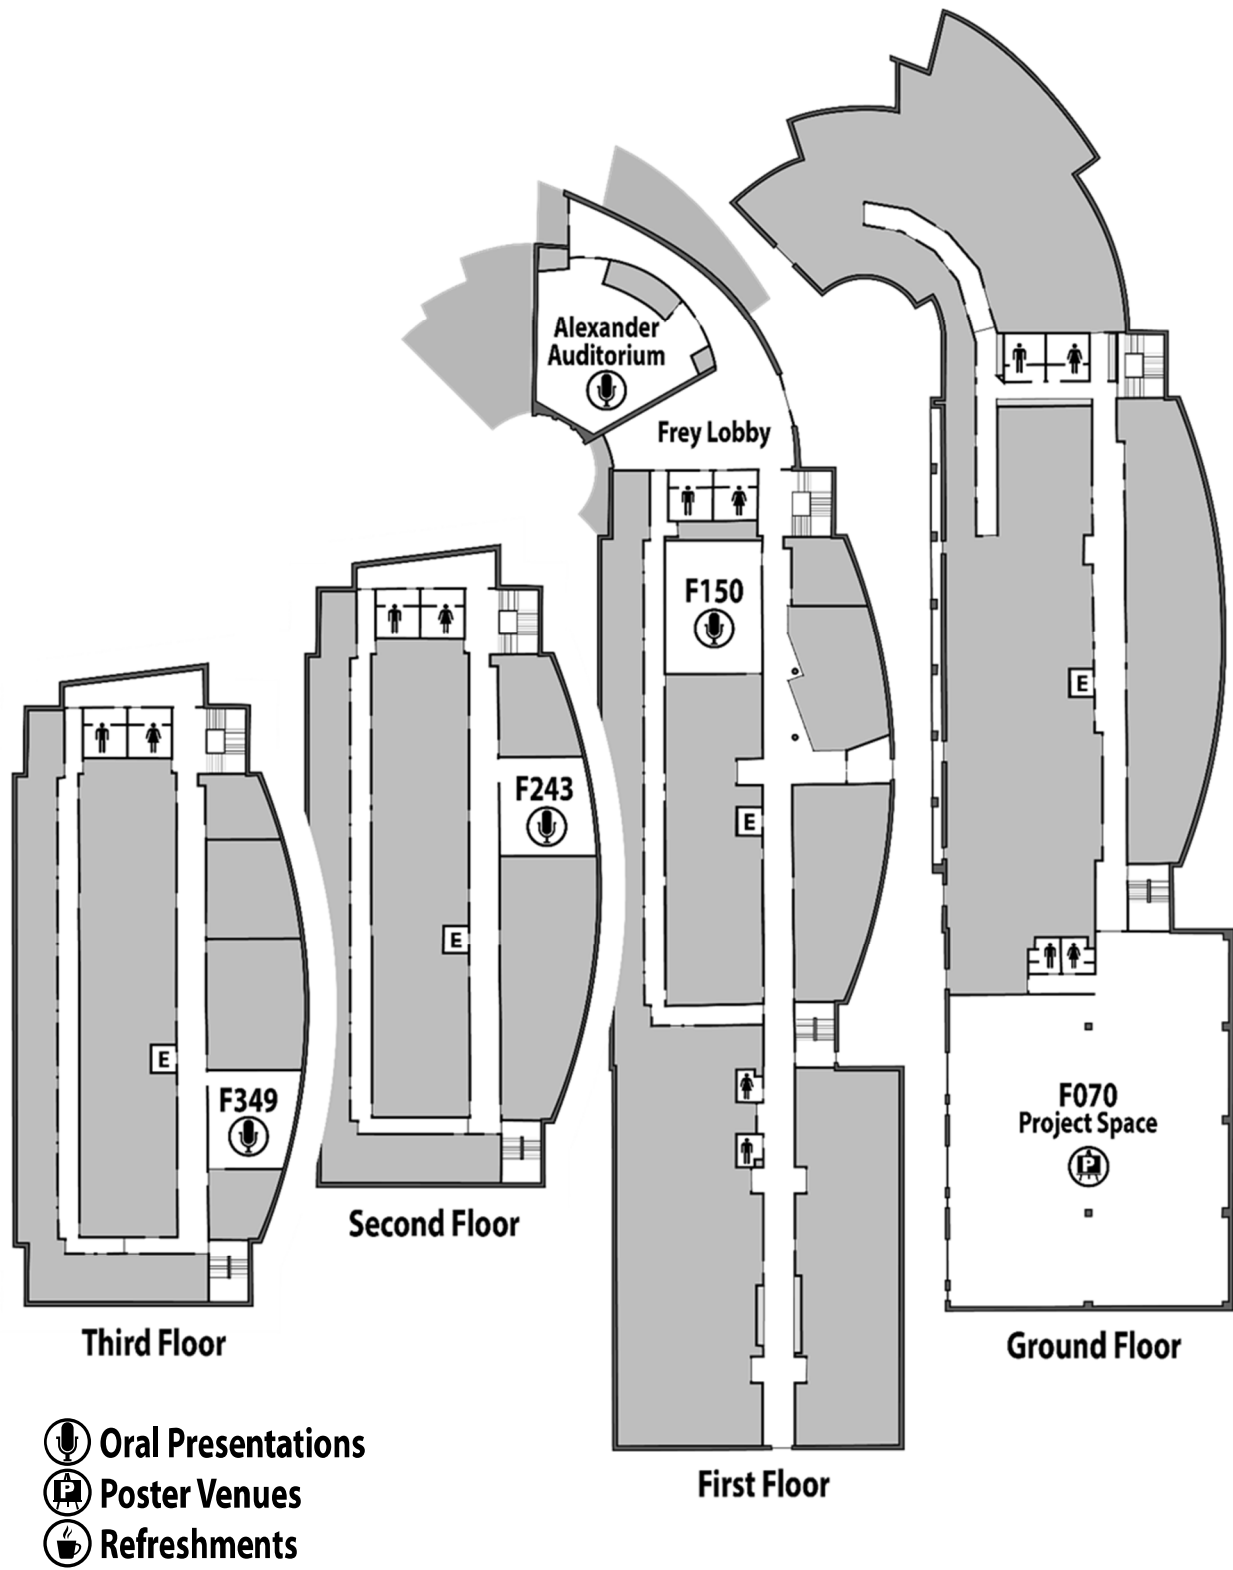 Alexander
Auditorium
Frey Lobby
F150
E
F243
E
E
F349
E
F070
Project Space
P
Second Floor
Third Floor
Ground Floor
First Floor
Oral Presentations
P
Poster Venues
Refreshments